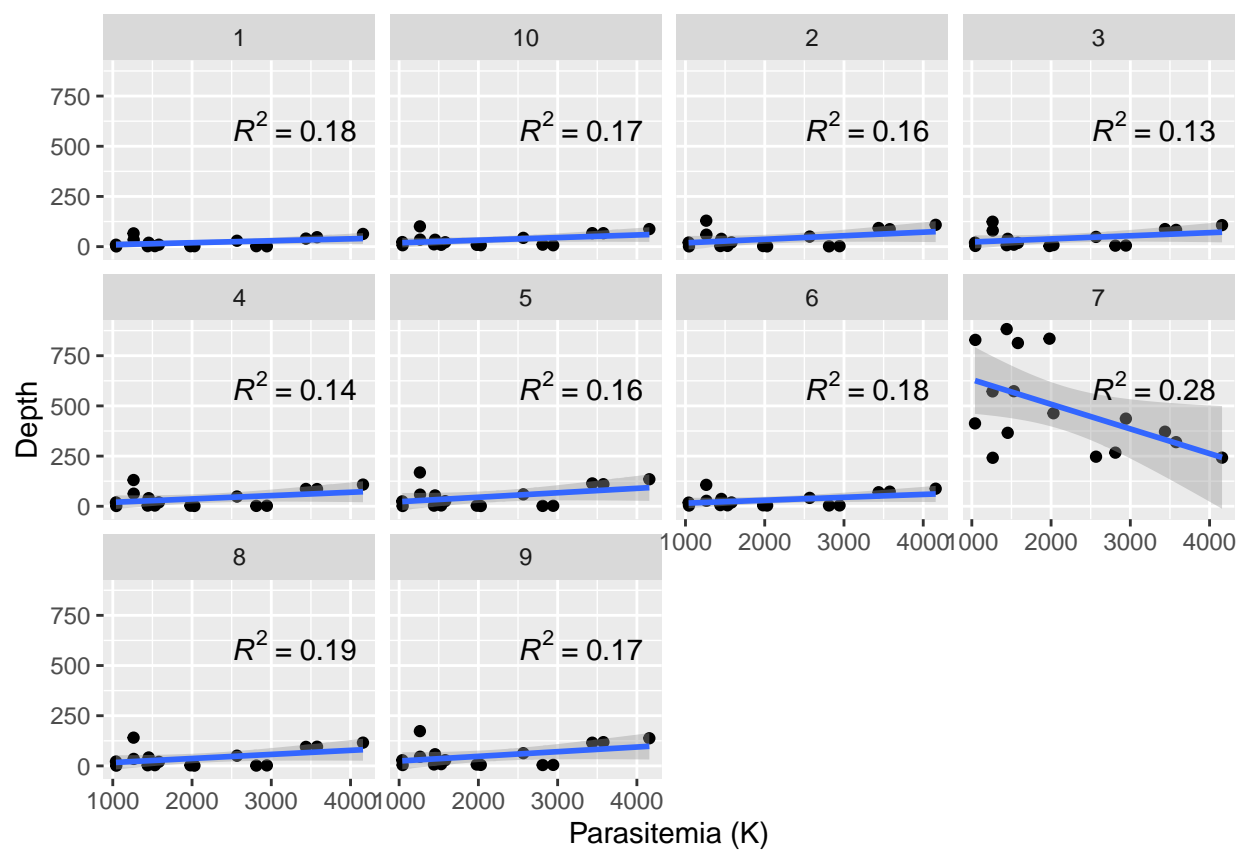 1 10 2 3
750
500
250
0
R² = 0.18 R² = 0.17 R² = 0.16 R² = 0.13
4 5 6 7
750
500
250
0
R² = 0.14 R² = 0.16 R² = 0.18 R² = 0.28
1000 2000 3000 4000 1000 2000 3000 4000
8 9
750
500
250
0
R² = 0.19 R² = 0.17
1000 2000 3000 4000 1000 2000 3000 4000
Depth
Parasitemia (K)